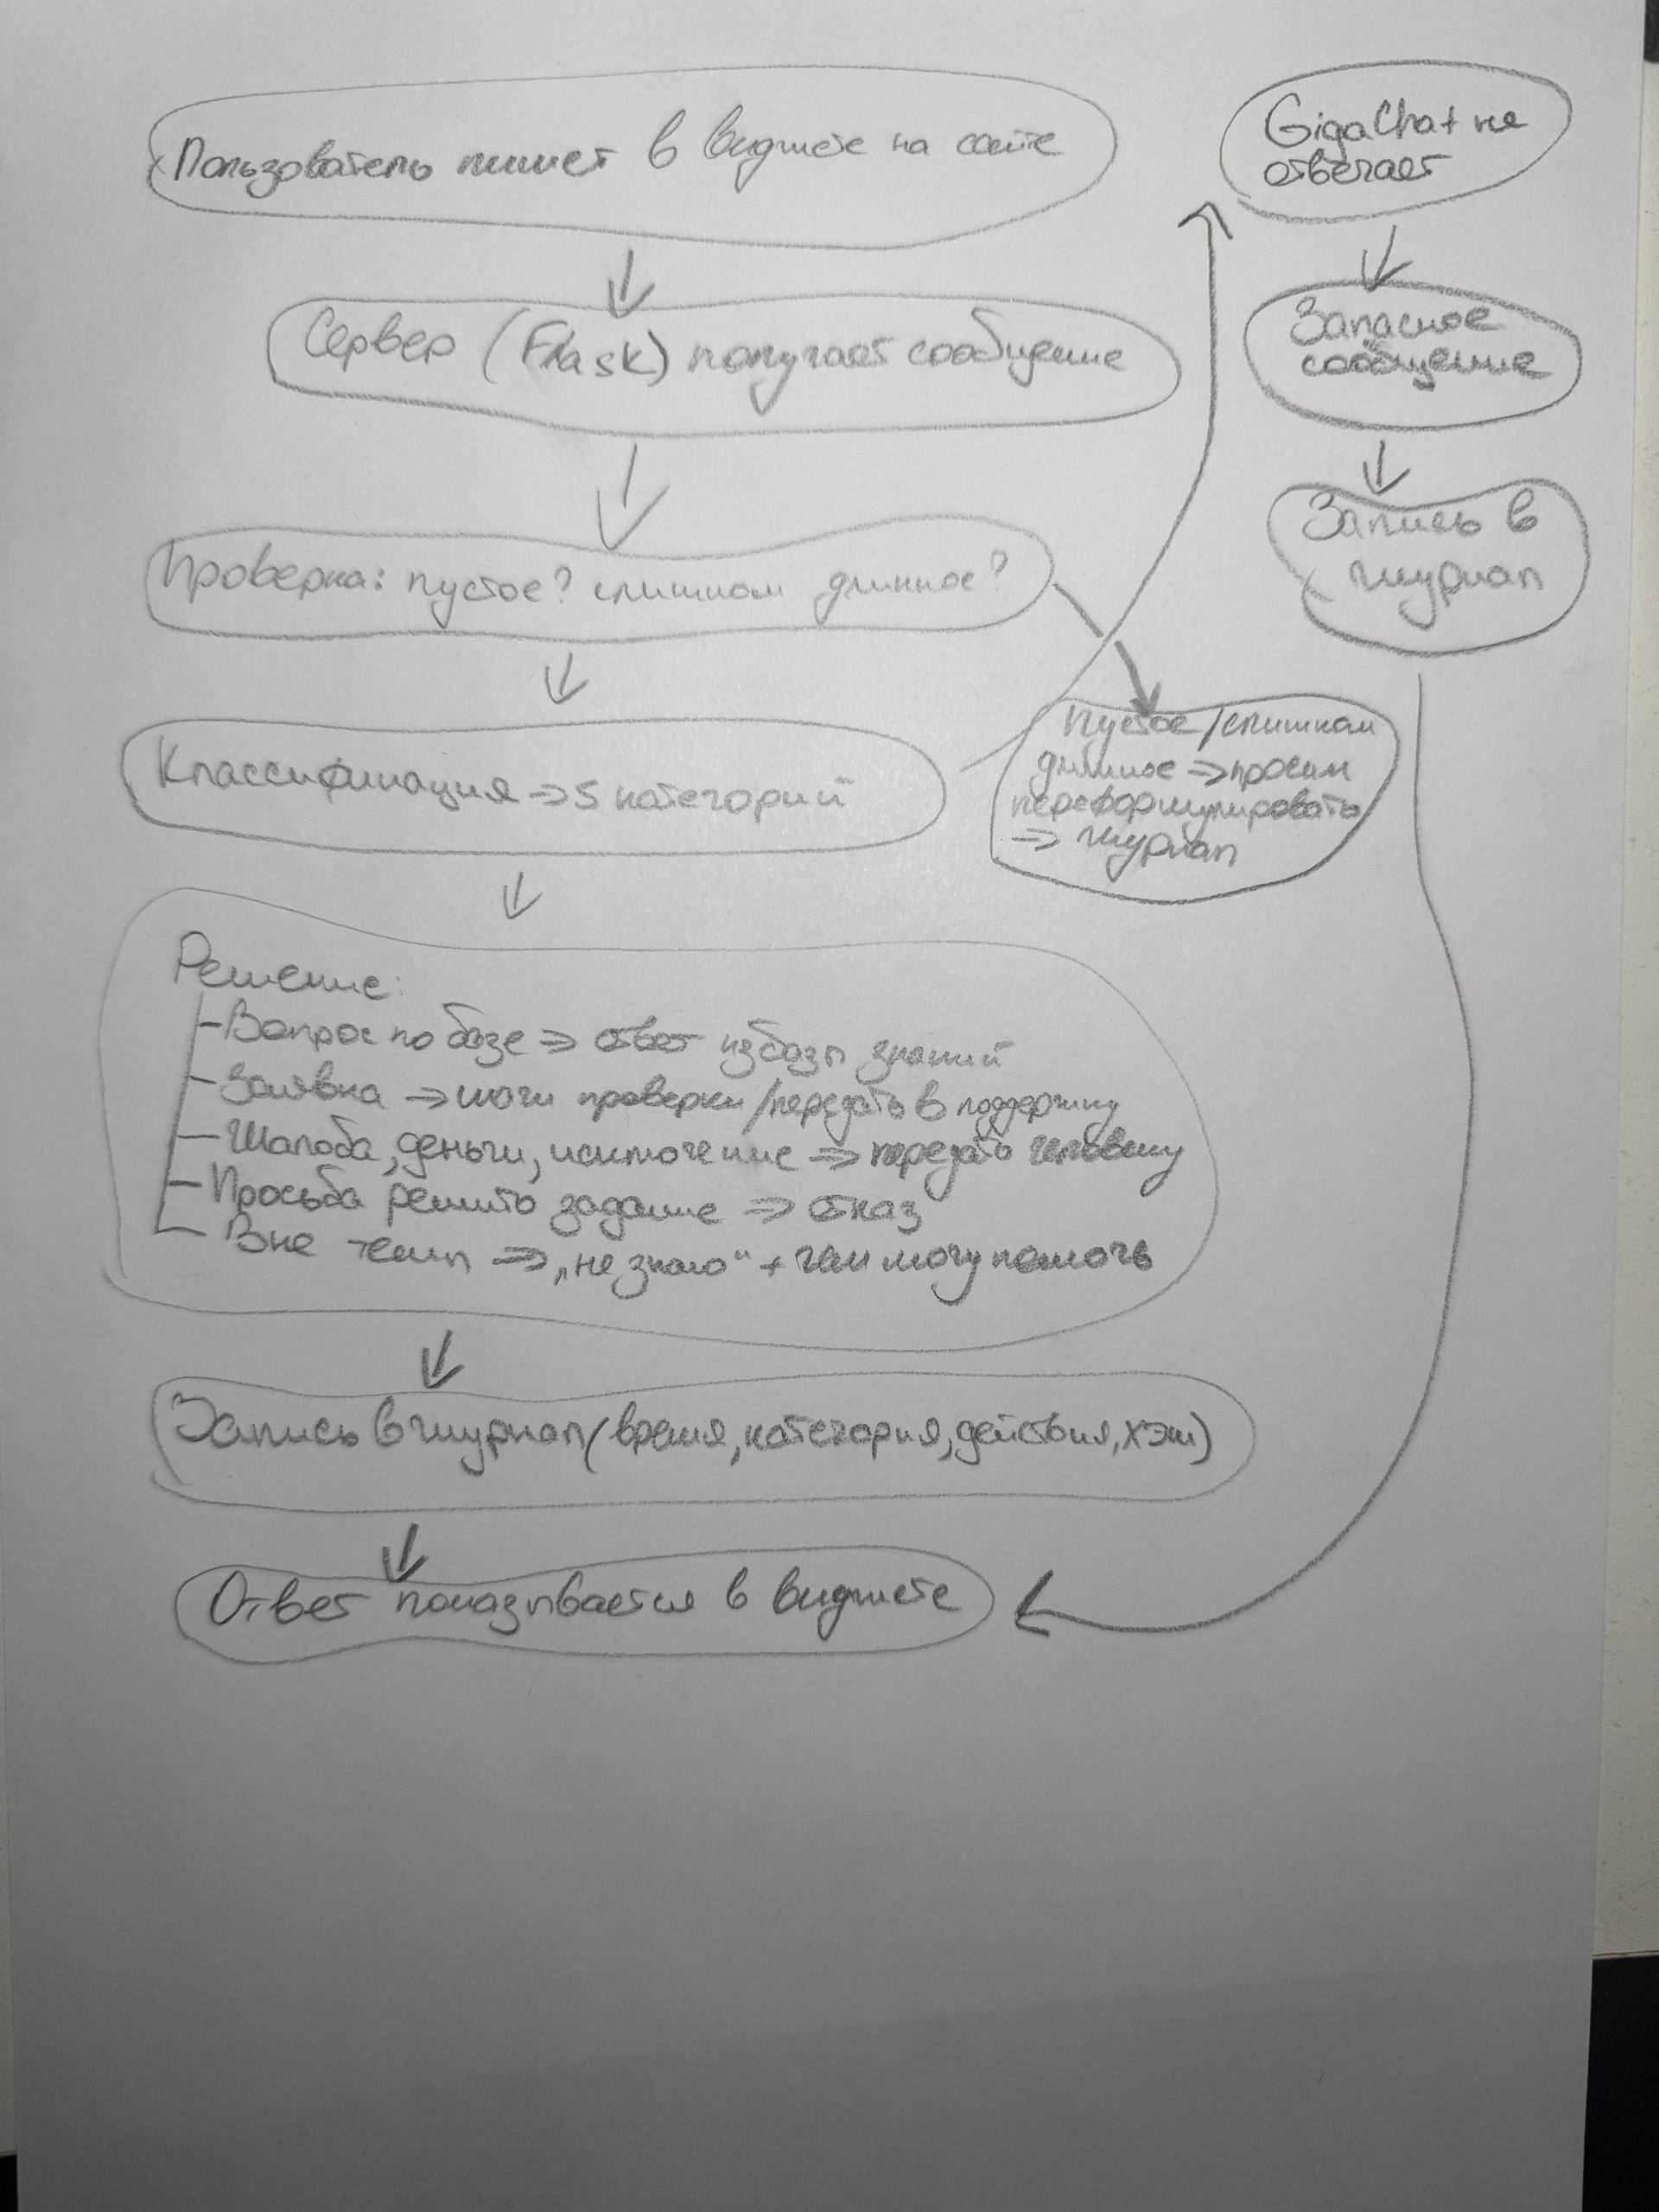 Пользователь пишет в виджете на сайте
Сервер (Flask) получает сообщение
Проверка: пустое? слишком длинное?
Классификация → 5 категорий
Решение:
- Вопрос по базе ⇒ ответ из базы знаний
- Заявка → шаги проверки/передать в поддержку
- Жалоба, деньги, исключение ⇒ передать человеку
- Просьба решить задание ⇒ отказ
- Вне темы ⇒ „не знаю“ + чем могу помочь
Запись в журнал (время, категория, действия, хэш)
Ответ показывается в виджете
GigaChat не
отвечает
Запасное
сообщение
Запись в
журнал
Пустое/слишком
длинное ⇒ просим
переформулировать
⇒ журнал